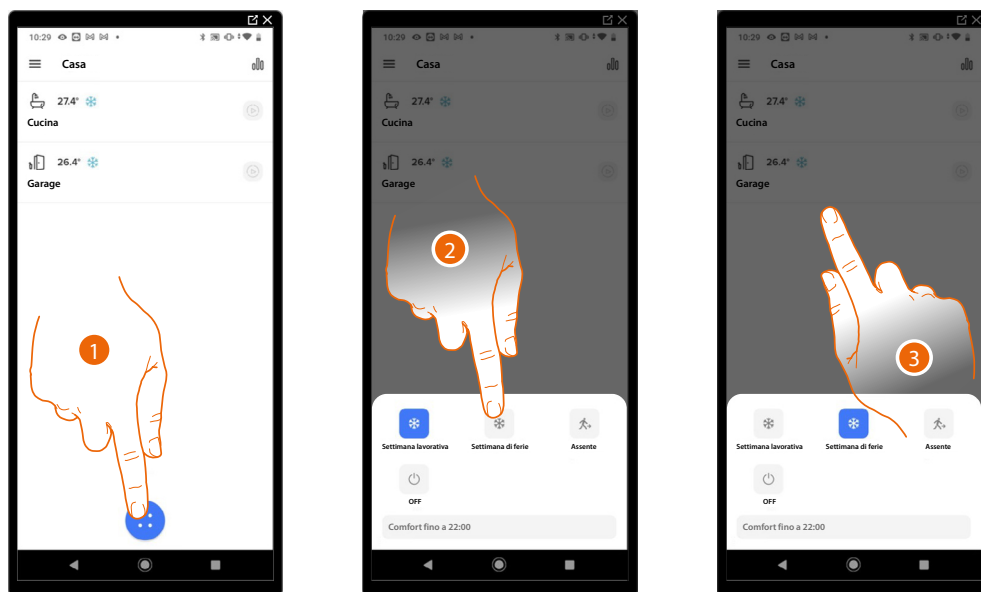 10:29
Casa
27.4°
Cucina
26.4°
Garage
1
10:29
Casa
27.4°
Cucina
26.4°
Garage
2
Settimana lavorativa
Settimana di ferie
Assente
OFF
Comfort fino a 22:00
10:29
Casa
27.4°
Cucina
26.4°
Garage
3
Settimana lavorativa
Settimana di ferie
Assente
OFF
Comfort fino a 22:00